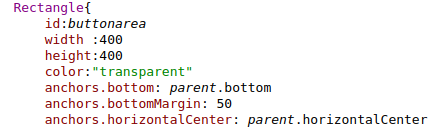 Rectangle{
    id:buttonarea
    width :400
    height:400
    color:"transparent"
    anchors.bottom: parent.bottom
    anchors.bottomMargin: 50
    anchors.horizontalCenter: parent.horizontalCenter